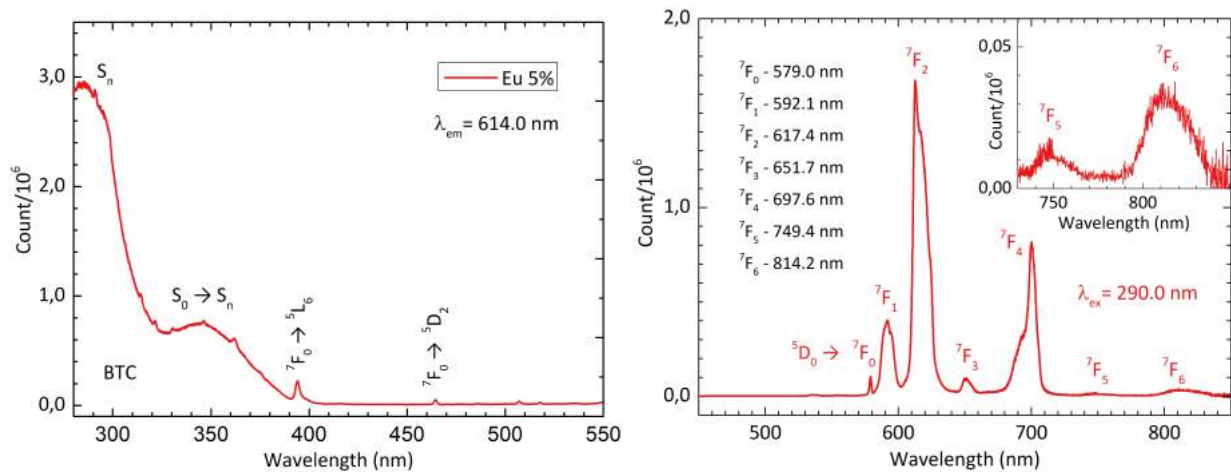 S_n
Eu 5%
λ_em = 614.0 nm
S_0 → S_n
^7F_0 → ^5L_6
^7F_0 → ^5D_2
BTC
3,0
2,0
1,0
0,0
Count/10^6
300 350 400 450 500 550
Wavelength (nm)
^7F_0 - 579.0 nm
^7F_1 - 592.1 nm
^7F_2 - 617.4 nm
^7F_3 - 651.7 nm
^7F_4 - 697.6 nm
^7F_5 - 749.4 nm
^7F_6 - 814.2 nm
^7F_2
^7F_1
^7F_4
λ_ex = 290.0 nm
^5D_0 → ^7F_0
^7F_3
^7F_5
^7F_6
2,0
1,0
0,0
Count/10^6
500 600 700 800
Wavelength (nm)
0,05
0,00
Count/10^6
^7F_5
^7F_6
750 800
Wavelength (nm)